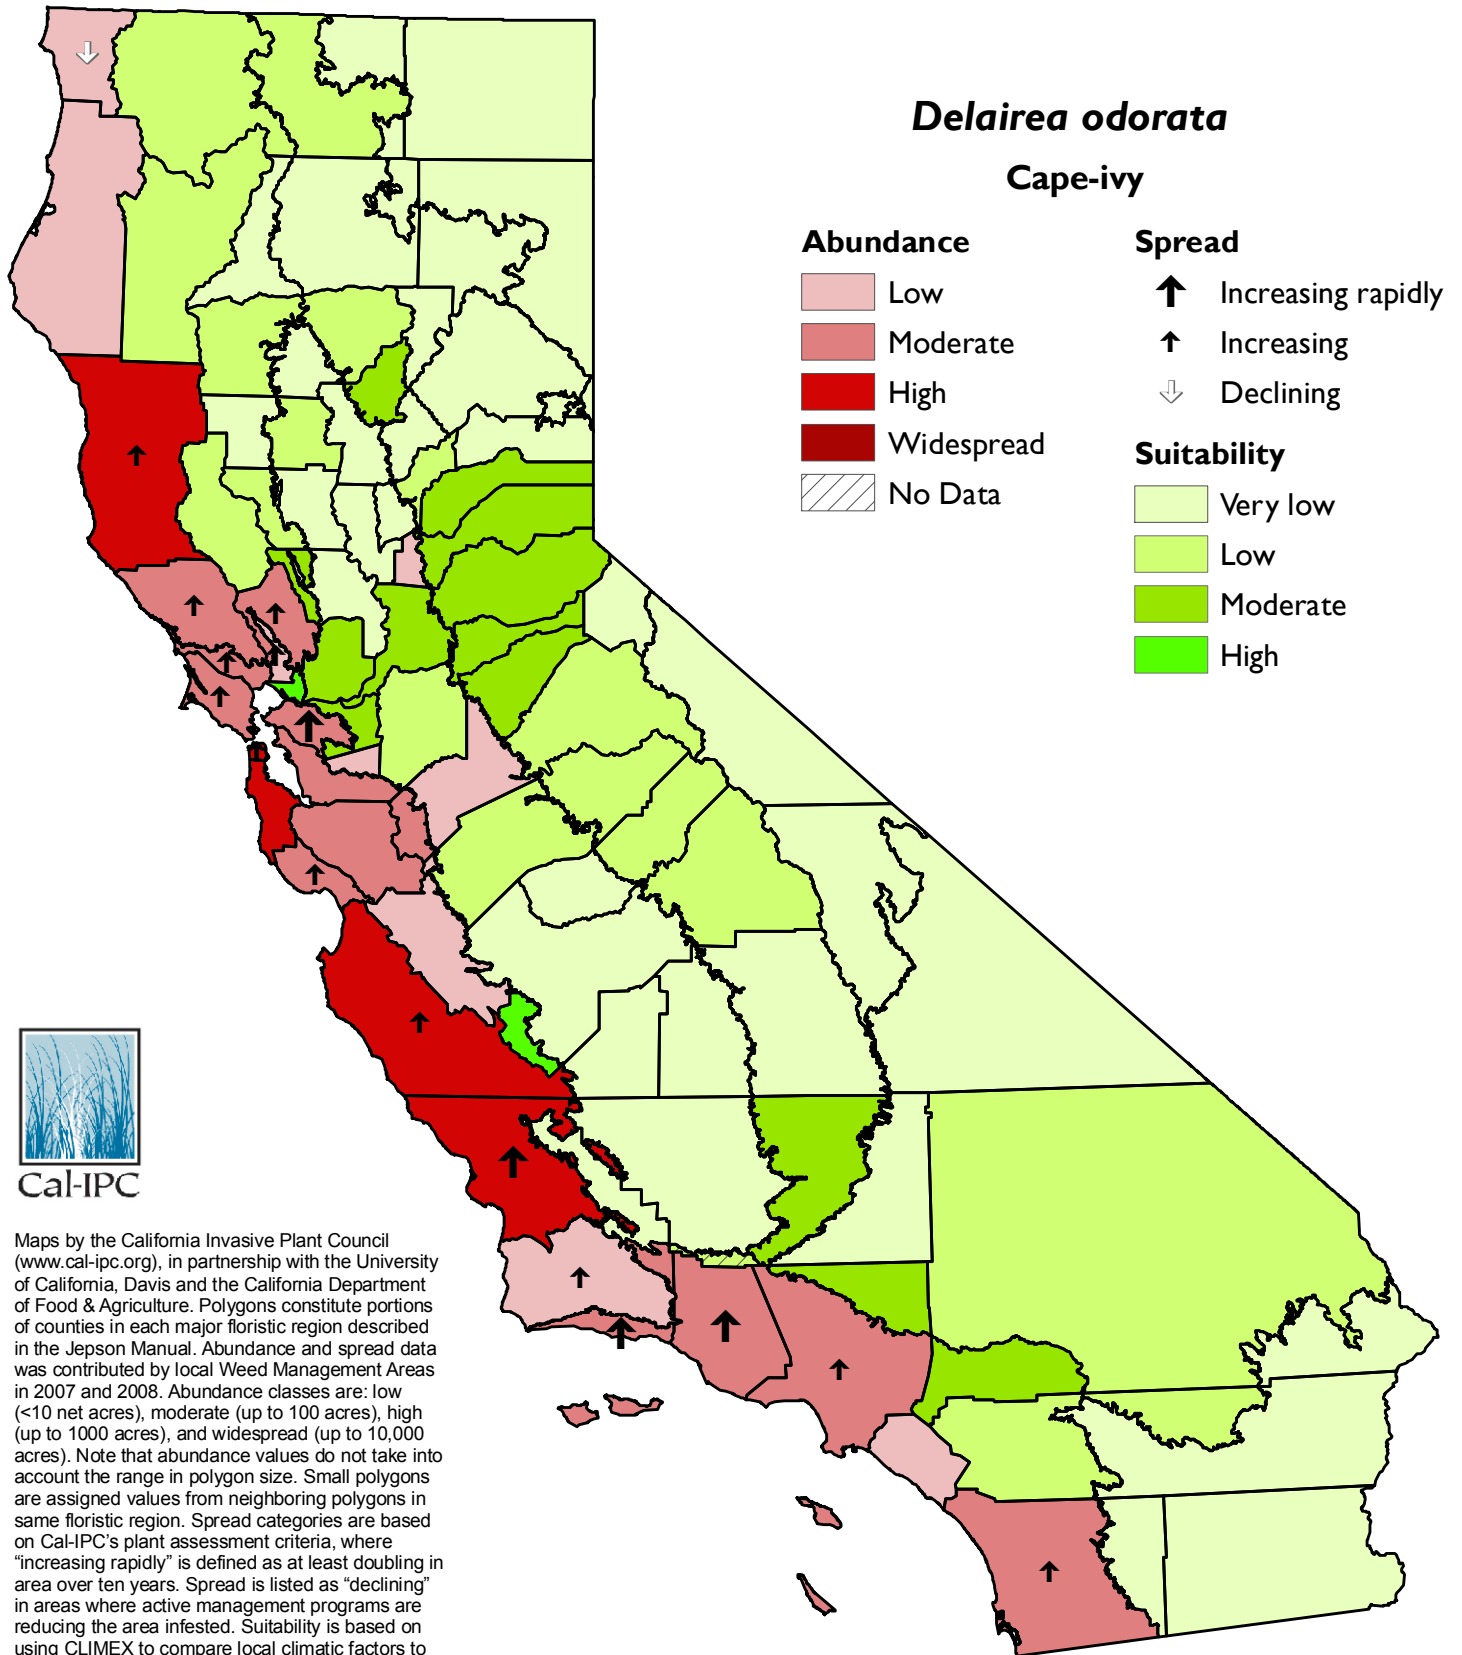 Delairea odorata
Cape-ivy
Abundance
Low
Moderate
High
Widespread
No Data
Spread
Increasing rapidly
Increasing
Declining
Suitability
Very low
Low
Moderate
High
Cal-IPC
Maps by the California Invasive Plant Council
(www.cal-ipc.org), in partnership with the University
of California, Davis and the California Department
of Food & Agriculture. Polygons constitute portions
of counties in each major floristic region described
in the Jepson Manual. Abundance and spread data
was contributed by local Weed Management Areas
in 2007 and 2008. Abundance classes are: low
(<10 net acres), moderate (up to 100 acres), high
(up to 1000 acres), and widespread (up to 10,000
acres). Note that abundance values do not take into
account the range in polygon size. Small polygons
are assigned values from neighboring polygons in
same floristic region. Spread categories are based
on Cal-IPC's plant assessment criteria, where
“increasing rapidly” is defined as at least doubling in
area over ten years. Spread is listed as “declining”
in areas where active management programs are
reducing the area infested. Suitability is based on
using CLIMEX to compare local climatic factors to